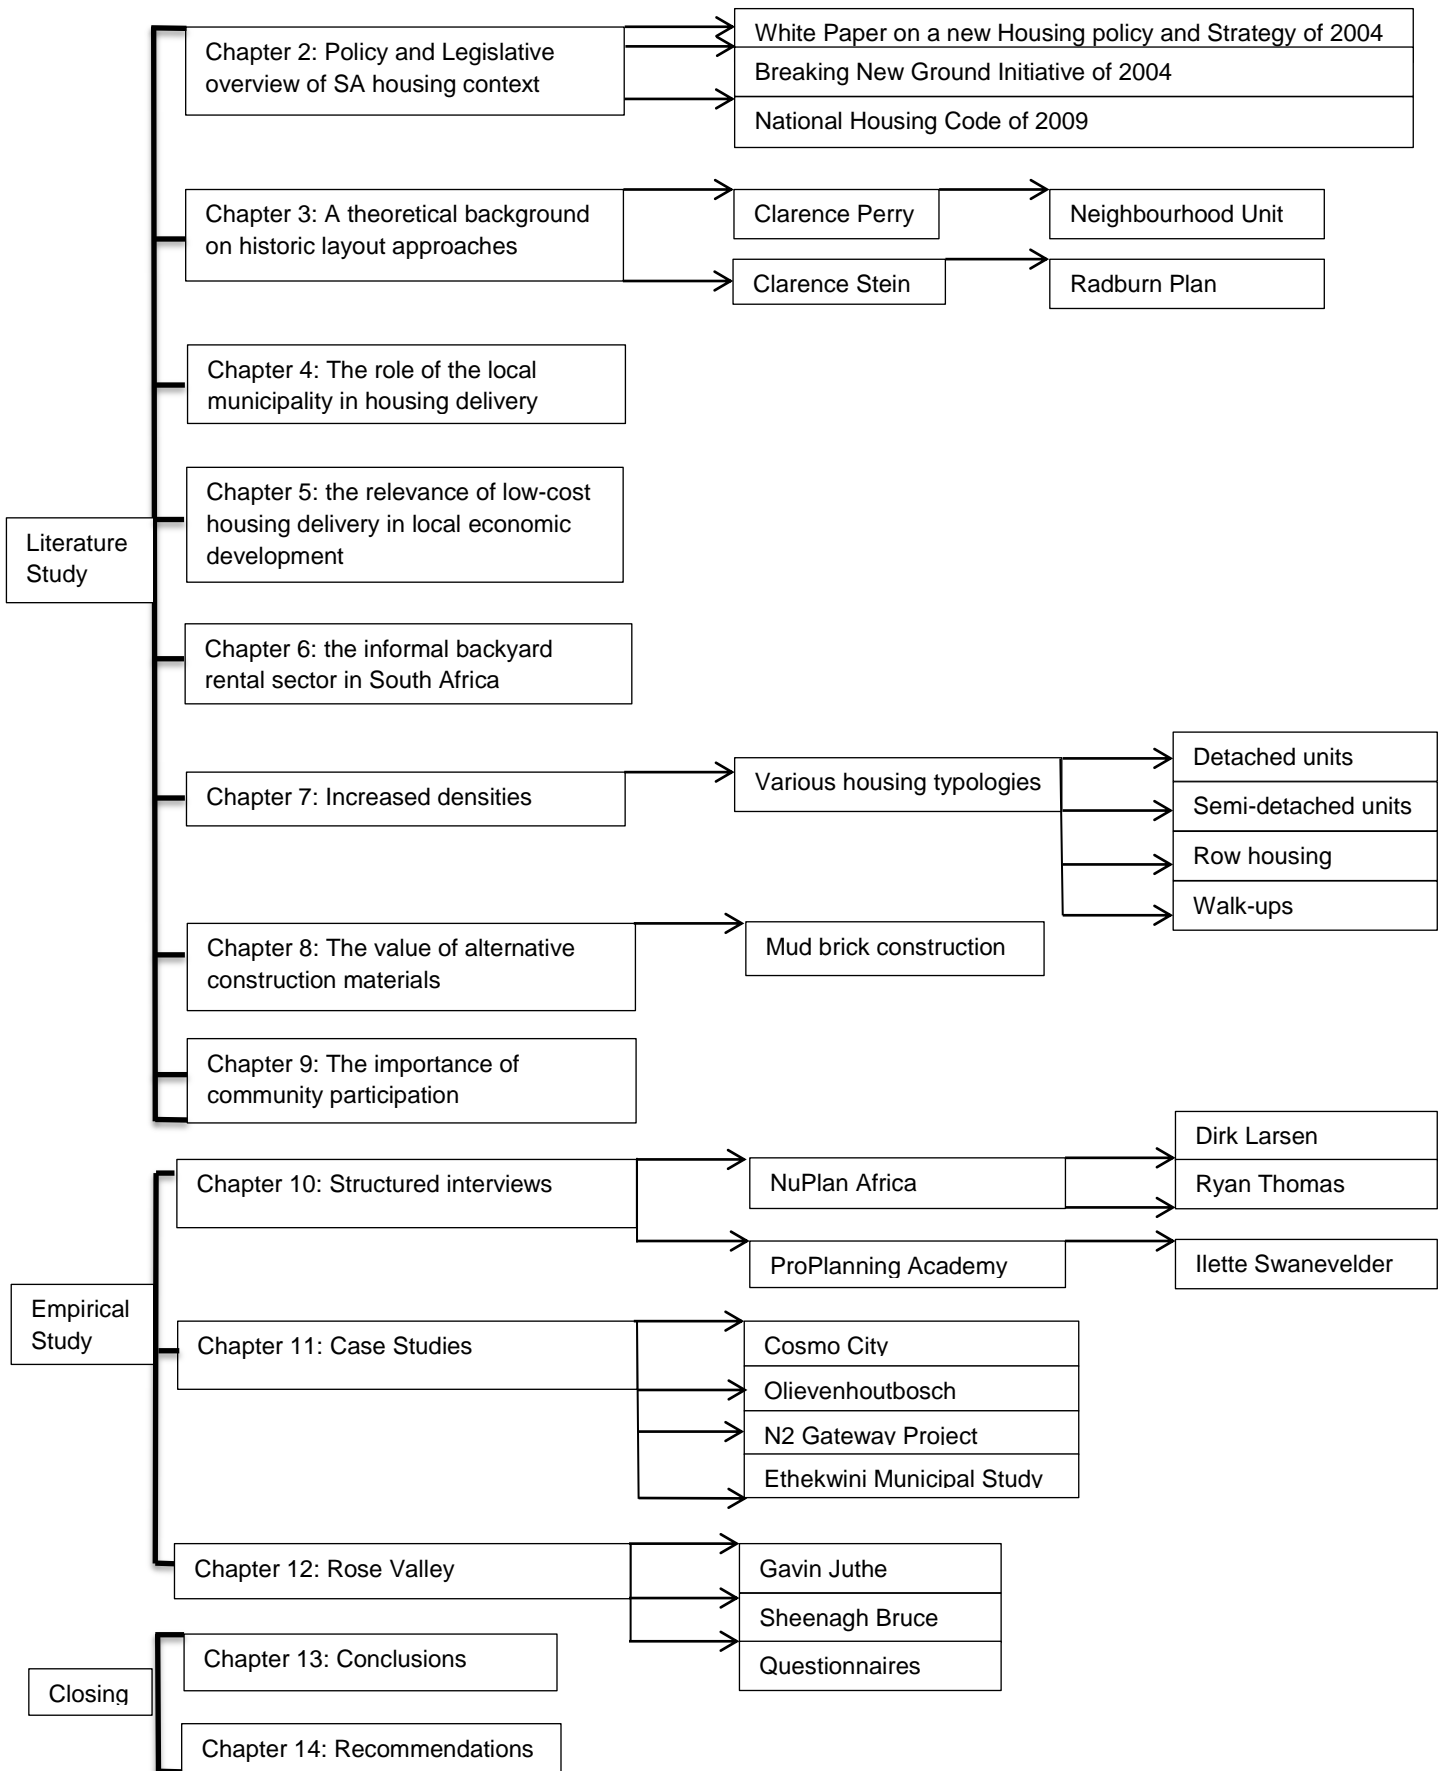 Chapter 2: Policy and Legislative
overview of SA housing context
White Paper on a new Housing policy and Strategy of 2004
Breaking New Ground Initiative of 2004
National Housing Code of 2009
Chapter 3: A theoretical background
on historic layout approaches
Clarence Perry
Neighbourhood Unit
Clarence Stein
Radburn Plan
Chapter 4: The role of the local
municipality in housing delivery
Chapter 5: the relevance of low-cost
housing delivery in local economic
development
Literature
Study
Chapter 6: the informal backyard
rental sector in South Africa
Chapter 7: Increased densities
Various housing typologies
Detached units
Semi-detached units
Row housing
Walk-ups
Chapter 8: The value of alternative
construction materials
Mud brick construction
Chapter 9: The importance of
community participation
Chapter 10: Structured interviews
NuPlan Africa
Dirk Larsen
Ryan Thomas
ProPlanning Academy
Ilette Swanevelder
Empirical
Study
Chapter 11: Case Studies
Cosmo City
Olievenhoutbosch
N2 Gateway Project
Ethekwini Municipal Study
Chapter 12: Rose Valley
Gavin Juthe
Sheenagh Bruce
Questionnaires
Closing
Chapter 13: Conclusions
Chapter 14: Recommendations